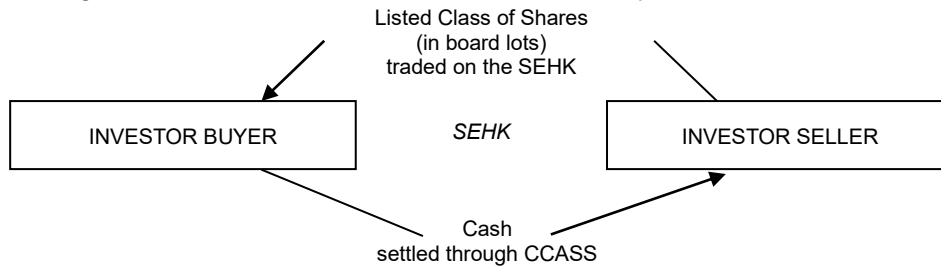 Listed Class of Shares
(in board lots)
traded on the SEHK
INVESTOR BUYER
SEHK
INVESTOR SELLER
Cash
settled through CCASS